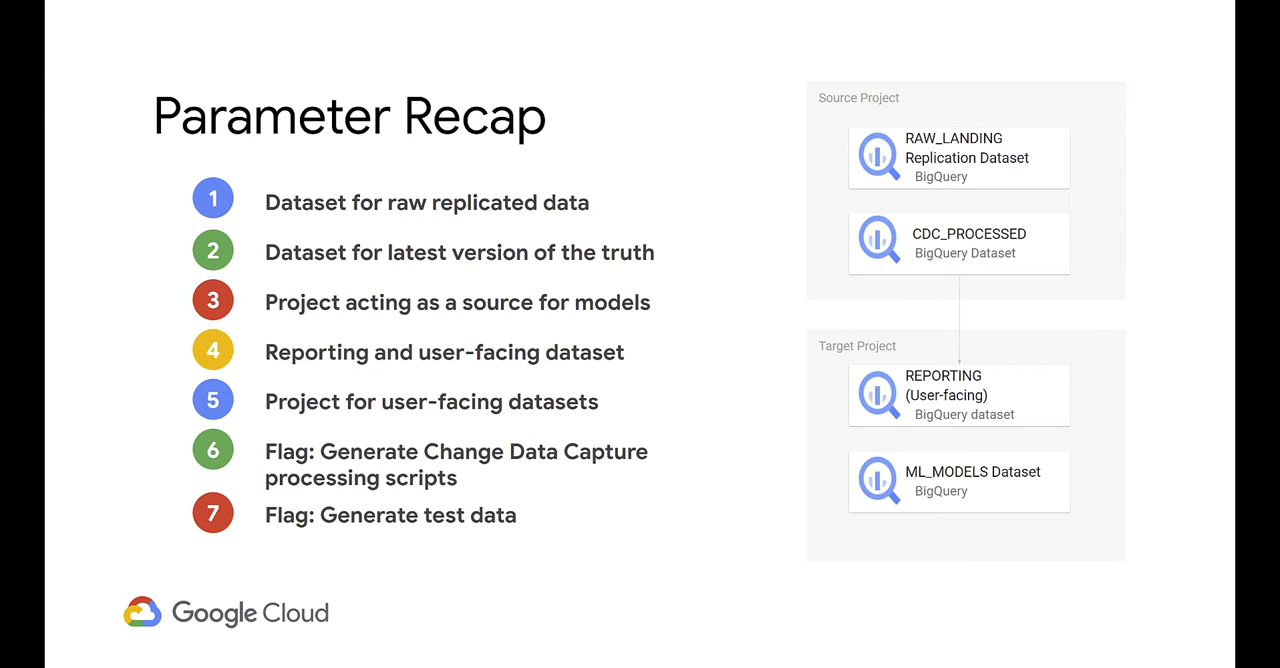 Parameter Recap
1 Dataset for raw replicated data
2 Dataset for latest version of the truth
3 Project acting as a source for models
4 Reporting and user-facing dataset
5 Project for user-facing datasets
6 Flag: Generate Change Data Capture
processing scripts
7 Flag: Generate test data
Google Cloud
Source Project
RAW_LANDING
Replication Dataset
BigQuery
CDC_PROCESSED
BigQuery Dataset
Target Project
REPORTING
(User-facing)
BigQuery dataset
ML_MODELS Dataset
BigQuery